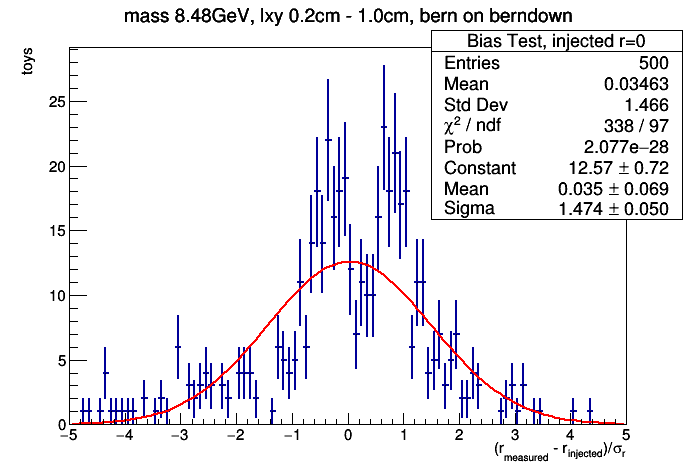 mass 8.48GeV, lxy 0.2cm - 1.0cm, bern on berndown
Bias Test, injected r=0
Entries 500
Mean 0.03463
Std Dev 1.466
χ² / ndf 338 / 97
Prob 2.077e−28
Constant 12.57 ± 0.72
Mean 0.035 ± 0.069
Sigma 1.474 ± 0.050
toys
25
20
15
10
5
0
−5 −4 −3 −2 −1 0 1 2 3 4 5
(r_measured - r_injected)/σ_r